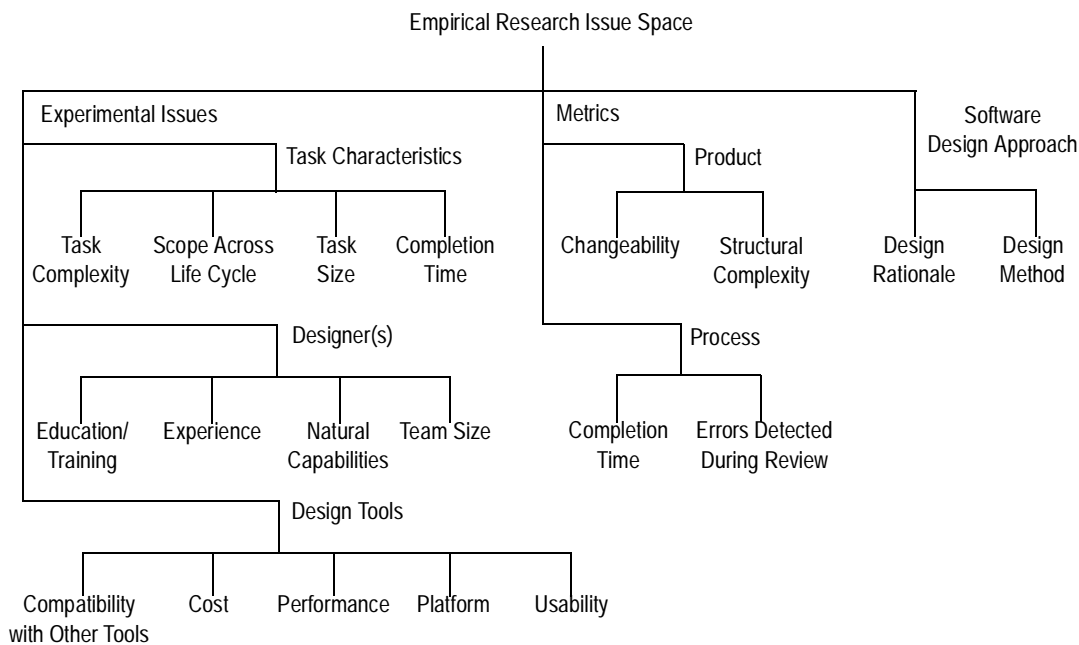 Empirical Research Issue Space
Experimental Issues
Metrics
Software
Design Approach
Task Characteristics
Product
Task
Complexity
Scope Across
Life Cycle
Task
Size
Completion
Time
Changeability
Structural
Complexity
Design
Rationale
Design
Method
Designer(s)
Process
Education/
Training
Experience
Natural
Capabilities
Team Size
Completion
Time
Errors Detected
During Review
Design Tools
Compatibility
with Other Tools
Cost
Performance
Platform
Usability